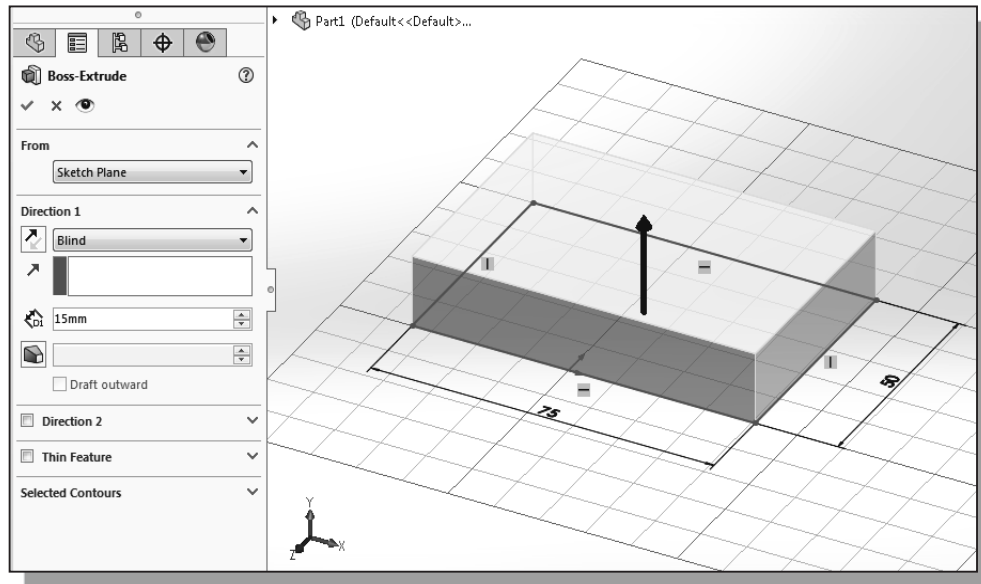 Part1 (Default<<Default>...
Boss-Extrude
From
Sketch Plane
Direction 1
Blind
D1
15mm
Draft outward
Direction 2
Thin Feature
Selected Contours
75
50
Y
X
Z